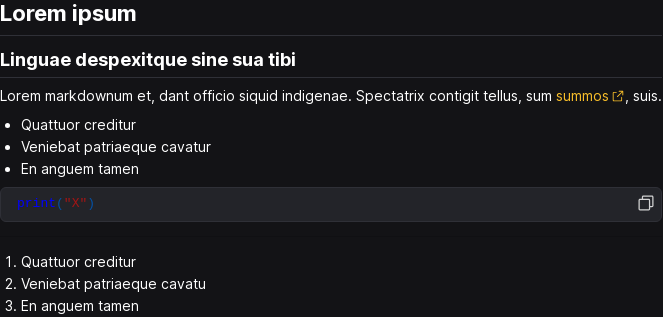 Lorem ipsum
Linguae despexitque sine sua tibi
Lorem markdownum et, dant officio siquid indigenae. Spectatrix contigit tellus, sum summos, suis.
• Quattuor creditur
• Veniebat patriaeque cavatur
• En anguem tamen
print("X")
1. Quattuor creditur
2. Veniebat patriaeque cavatu
3. En anguem tamen